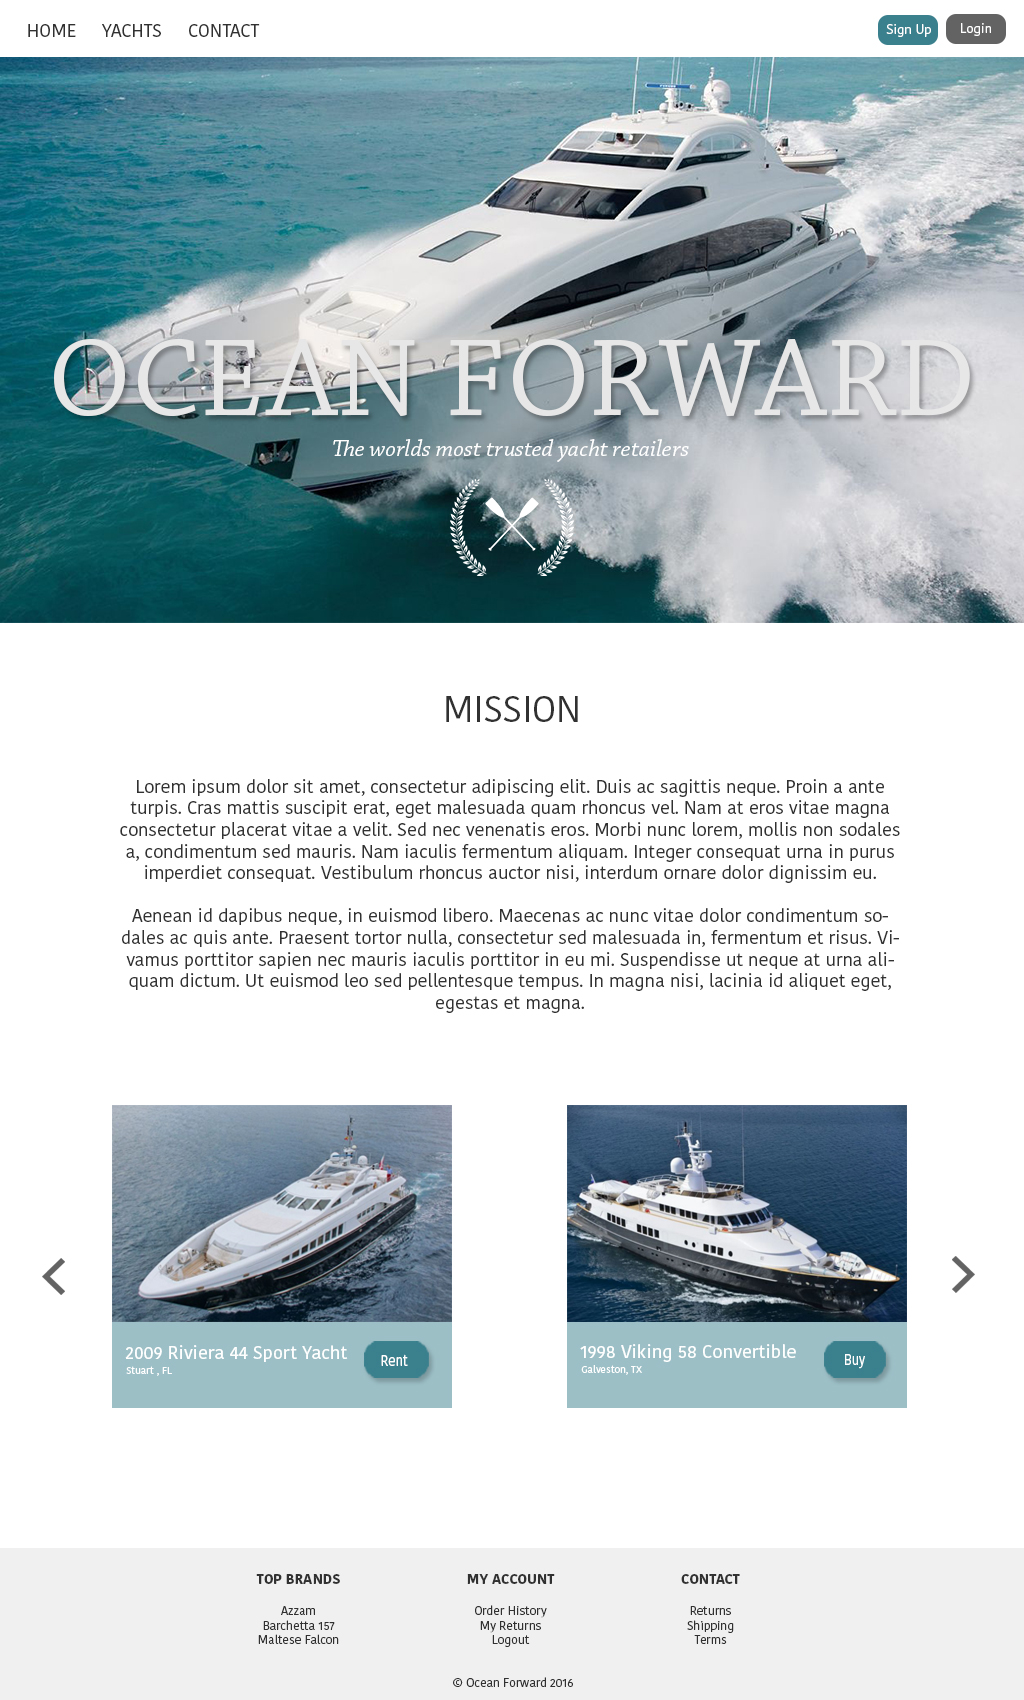 HOME YACHTS CONTACT Sign Up Login
OCEAN FORWARD
The worlds most trusted yacht retailers
MISSION
Lorem ipsum dolor sit amet, consectetur adipiscing elit. Duis ac sagittis neque. Proin a ante
turpis. Cras mattis suscipit erat, eget malesuada quam rhoncus vel. Nam at eros vitae magna
consectetur placerat vitae a velit. Sed nec venenatis eros. Morbi nunc lorem, mollis non sodales
a, condimentum sed mauris. Nam iaculis fermentum aliquam. Integer consequat urna in purus
imperdiet consequat. Vestibulum rhoncus auctor nisi, interdum ornare dolor dignissim eu.
Aenean id dapibus neque, in euismod libero. Maecenas ac nunc vitae dolor condimentum so-
dales ac quis ante. Praesent tortor nulla, consectetur sed malesuada in, fermentum et risus. Vi-
vamus porttitor sapien nec mauris iaculis porttitor in eu mi. Suspendisse ut neque at urna ali-
quam dictum. Ut euismod leo sed pellentesque tempus. In magna nisi, lacinia id aliquet eget,
egestas et magna.
2009 Riviera 44 Sport Yacht
Stuart , FL
Rent
1998 Viking 58 Convertible
Galveston, TX
Buy
TOP BRANDS
Azzam
Barchetta 157
Maltese Falcon
MY ACCOUNT
Order History
My Returns
Logout
CONTACT
Returns
Shipping
Terms
© Ocean Forward 2016